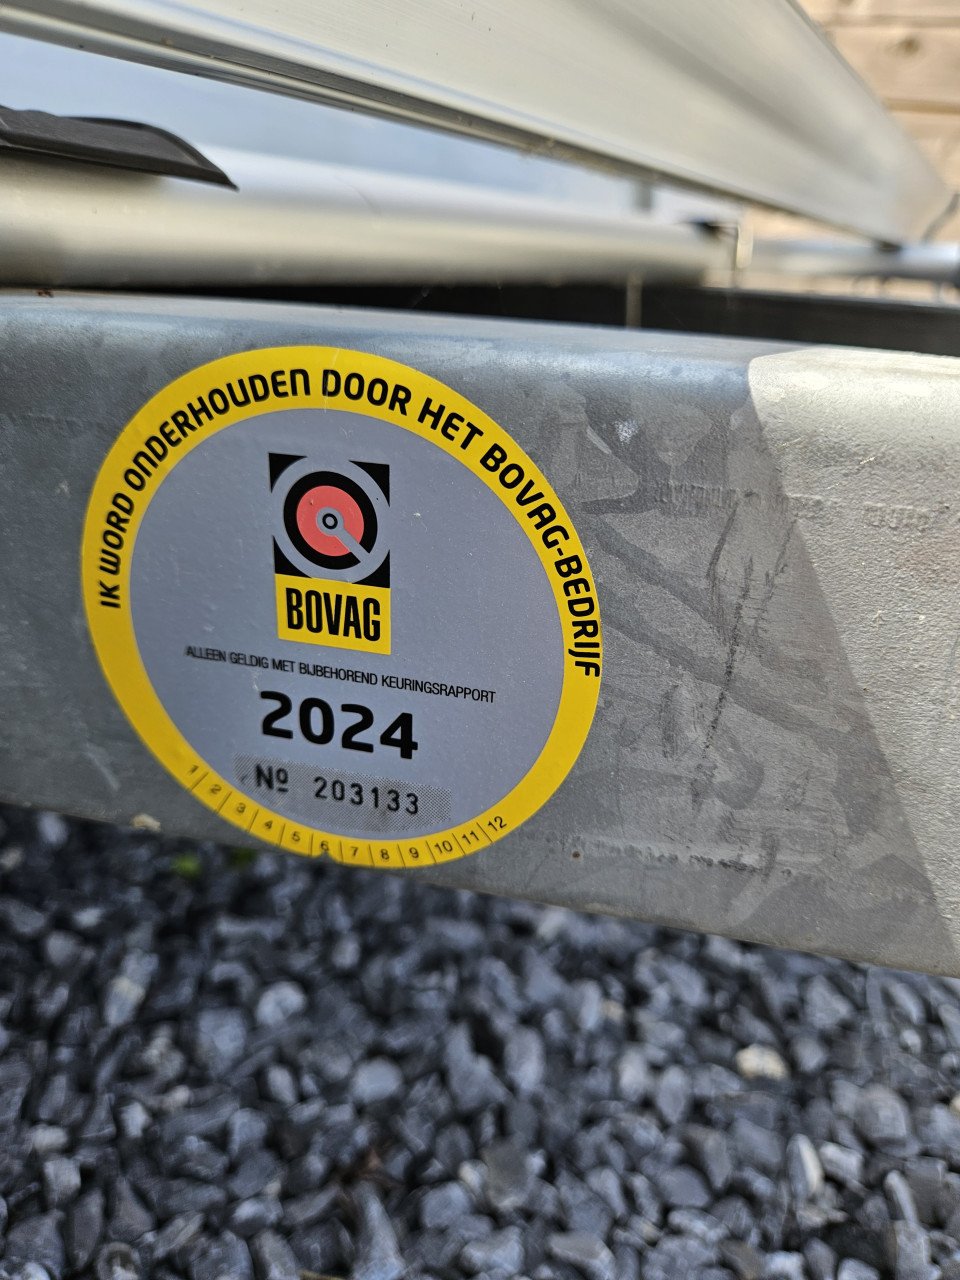 IK WORD ONDERHOUDEN DOOR HET BOVAG-BEDRIJF
BOVAG
ALLEEN GELDIG MET BIJBEHOREND KEURINGSRAPPORT
2024
Nº 203133
1 2 3 4 5 6 7 8 9 10 11 12